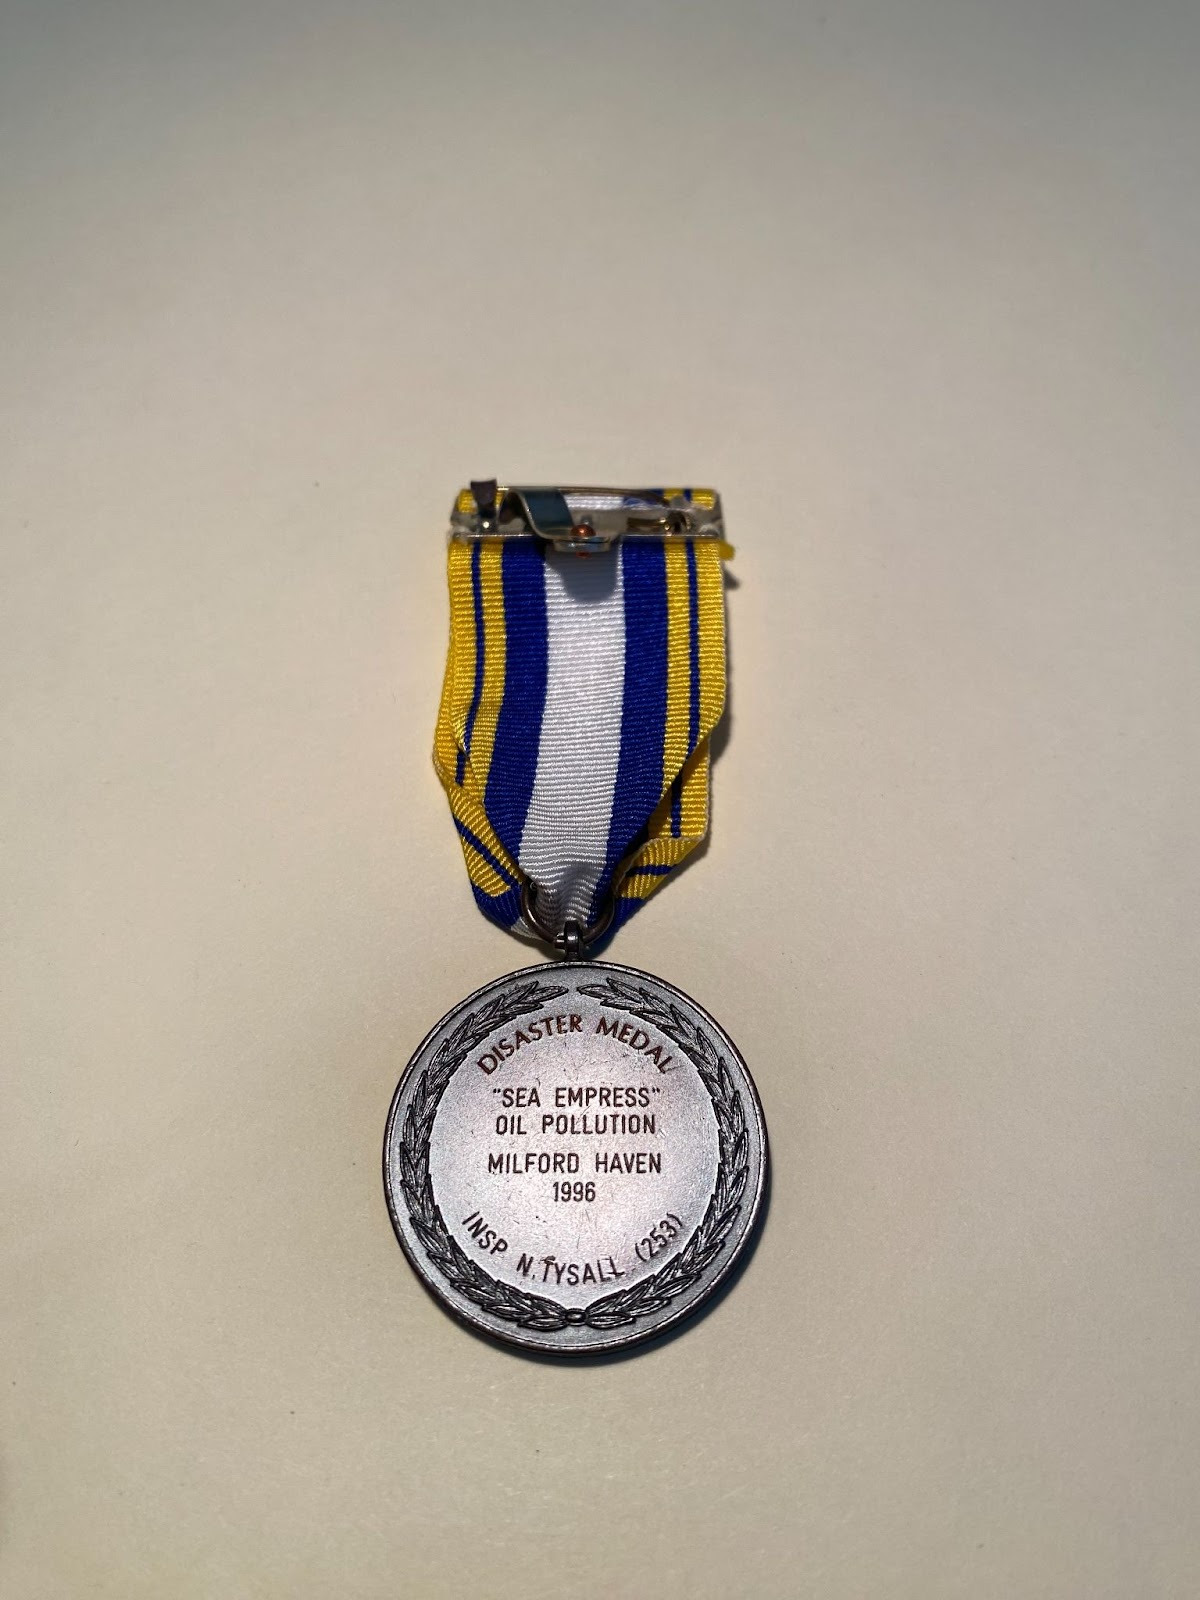 DISASTER MEDAL
"SEA EMPRESS"
OIL POLLUTION
MILFORD HAVEN
1996
INSP N.TYSALL (253)